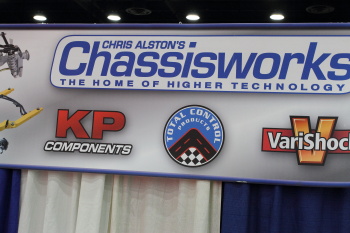 CHRIS ALSTON'S
Chassisworks
THE HOME OF HIGHER TECHNOLOGY
KP
COMPONENTS
TOTAL CONTROL
PRODUCTS
V
VariShock